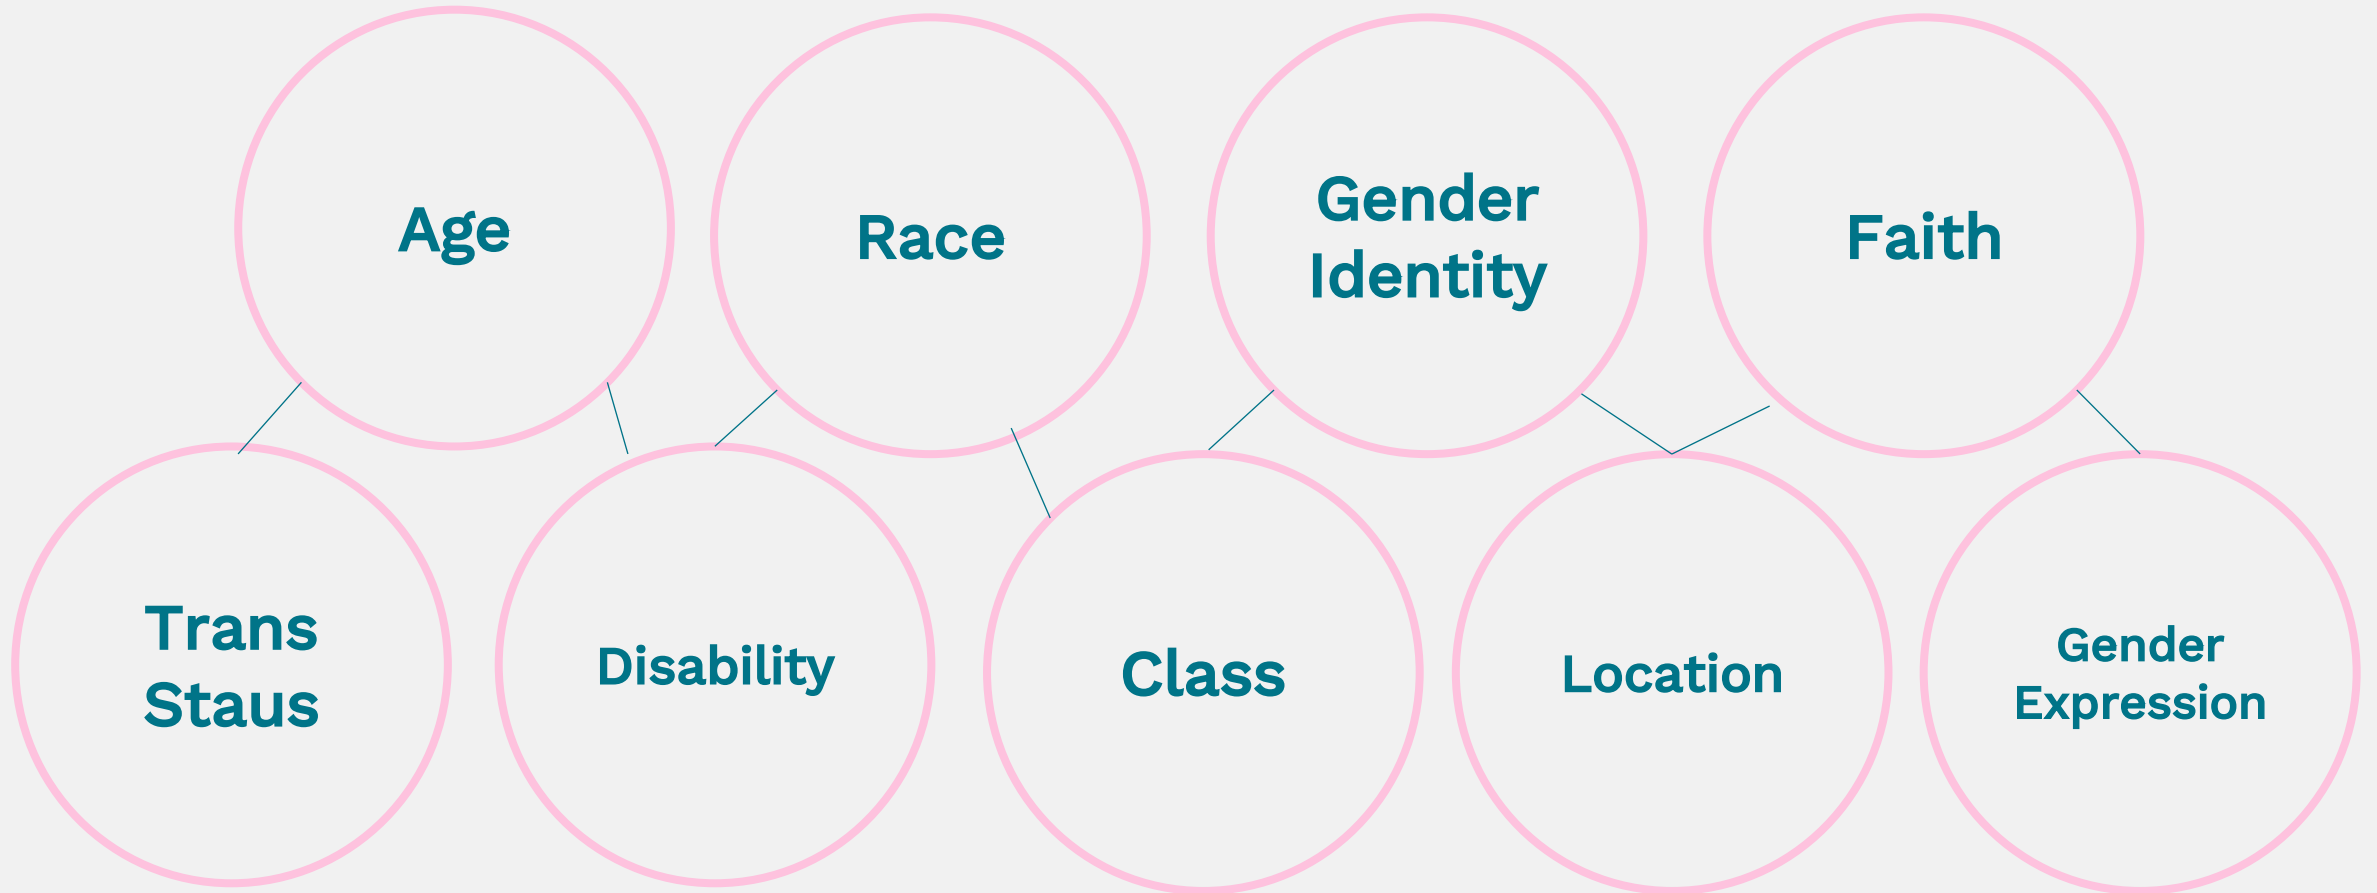 Age
Race
Gender
Identity
Faith
Trans
Staus
Disability
Class
Location
Gender
Expression